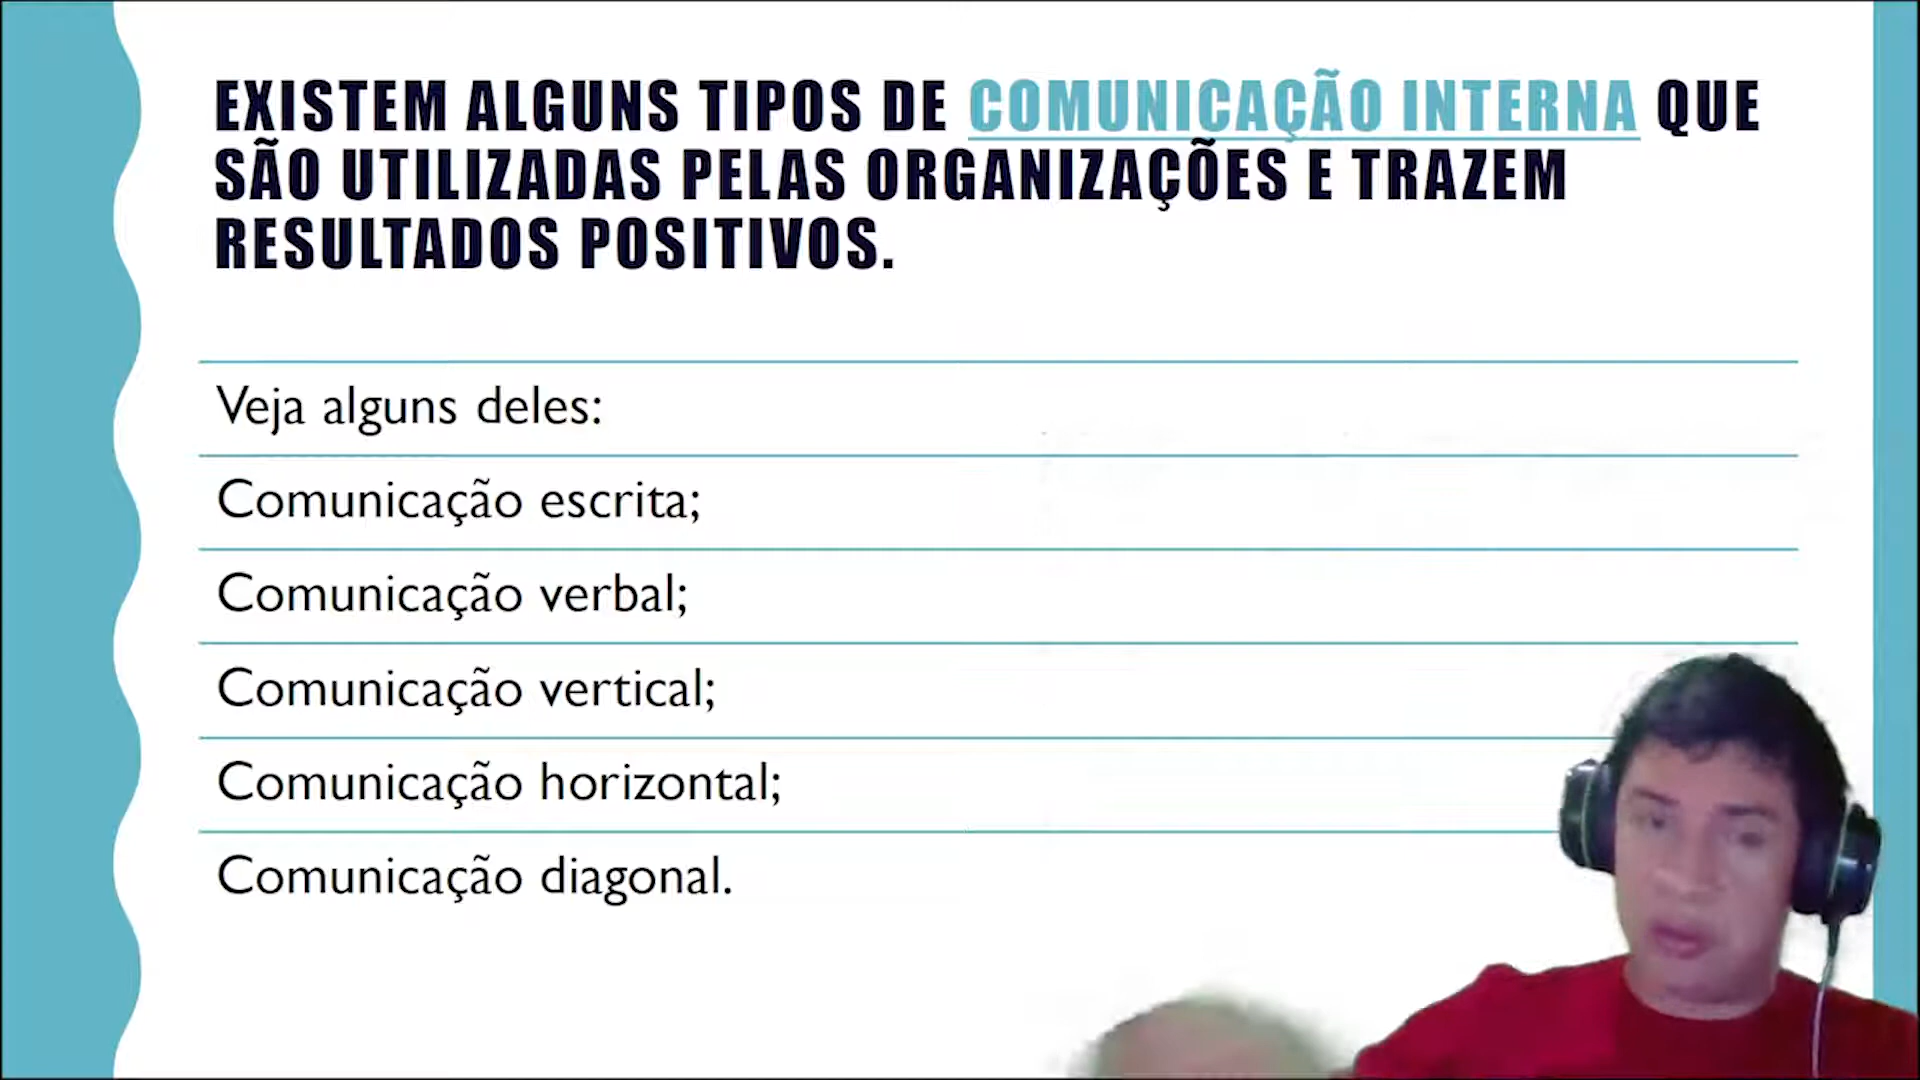 EXISTEM ALGUNS TIPOS DE COMUNICAÇÃO INTERNA QUE
SÃO UTILIZADAS PELAS ORGANIZAÇÕES E TRAZEM
RESULTADOS POSITIVOS.
Veja alguns deles:
Comunicação escrita;
Comunicação verbal;
Comunicação vertical;
Comunicação horizontal;
Comunicação diagonal.